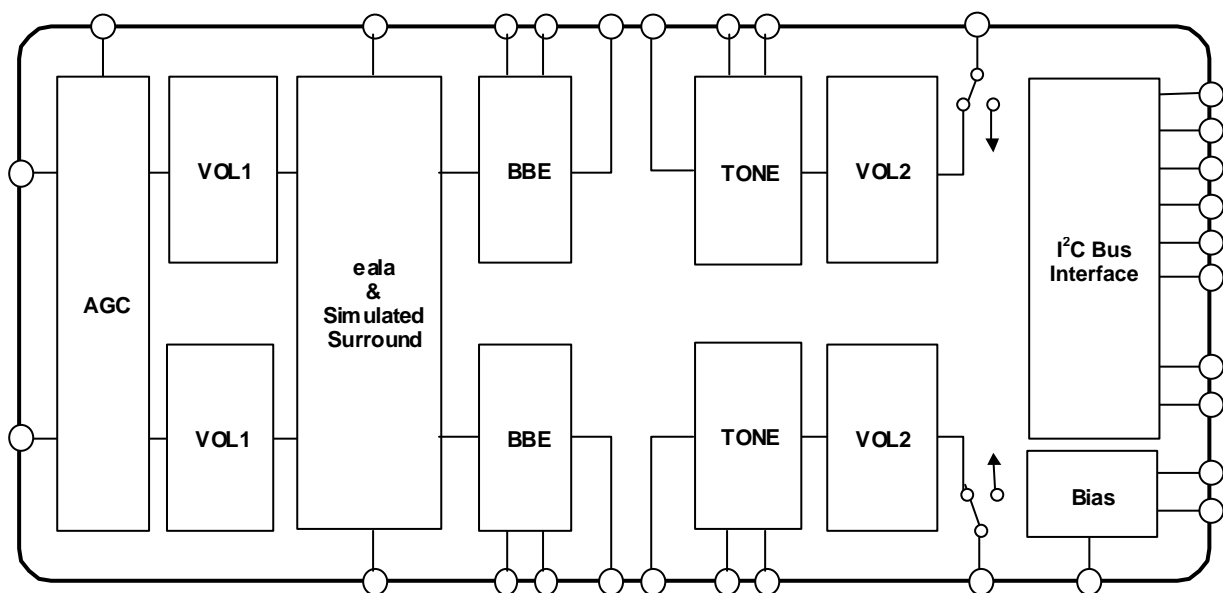 VOL1
BBE
TONE
VOL2
I²C Bus
Interface
eala
&
Simulated
Surround
AGC
VOL1
BBE
TONE
VOL2
Bias